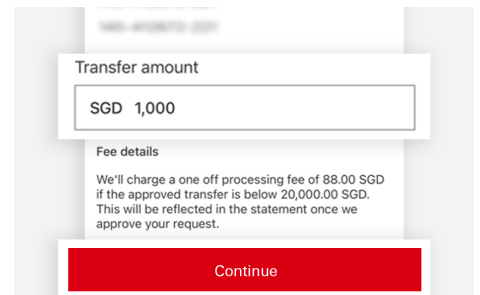 Transfer amount
SGD 1,000
Fee details
We'll charge a one off processing fee of 88.00 SGD
if the approved transfer is below 20,000.00 SGD.
This will be reflected in the statement once we
approve your request.
Continue